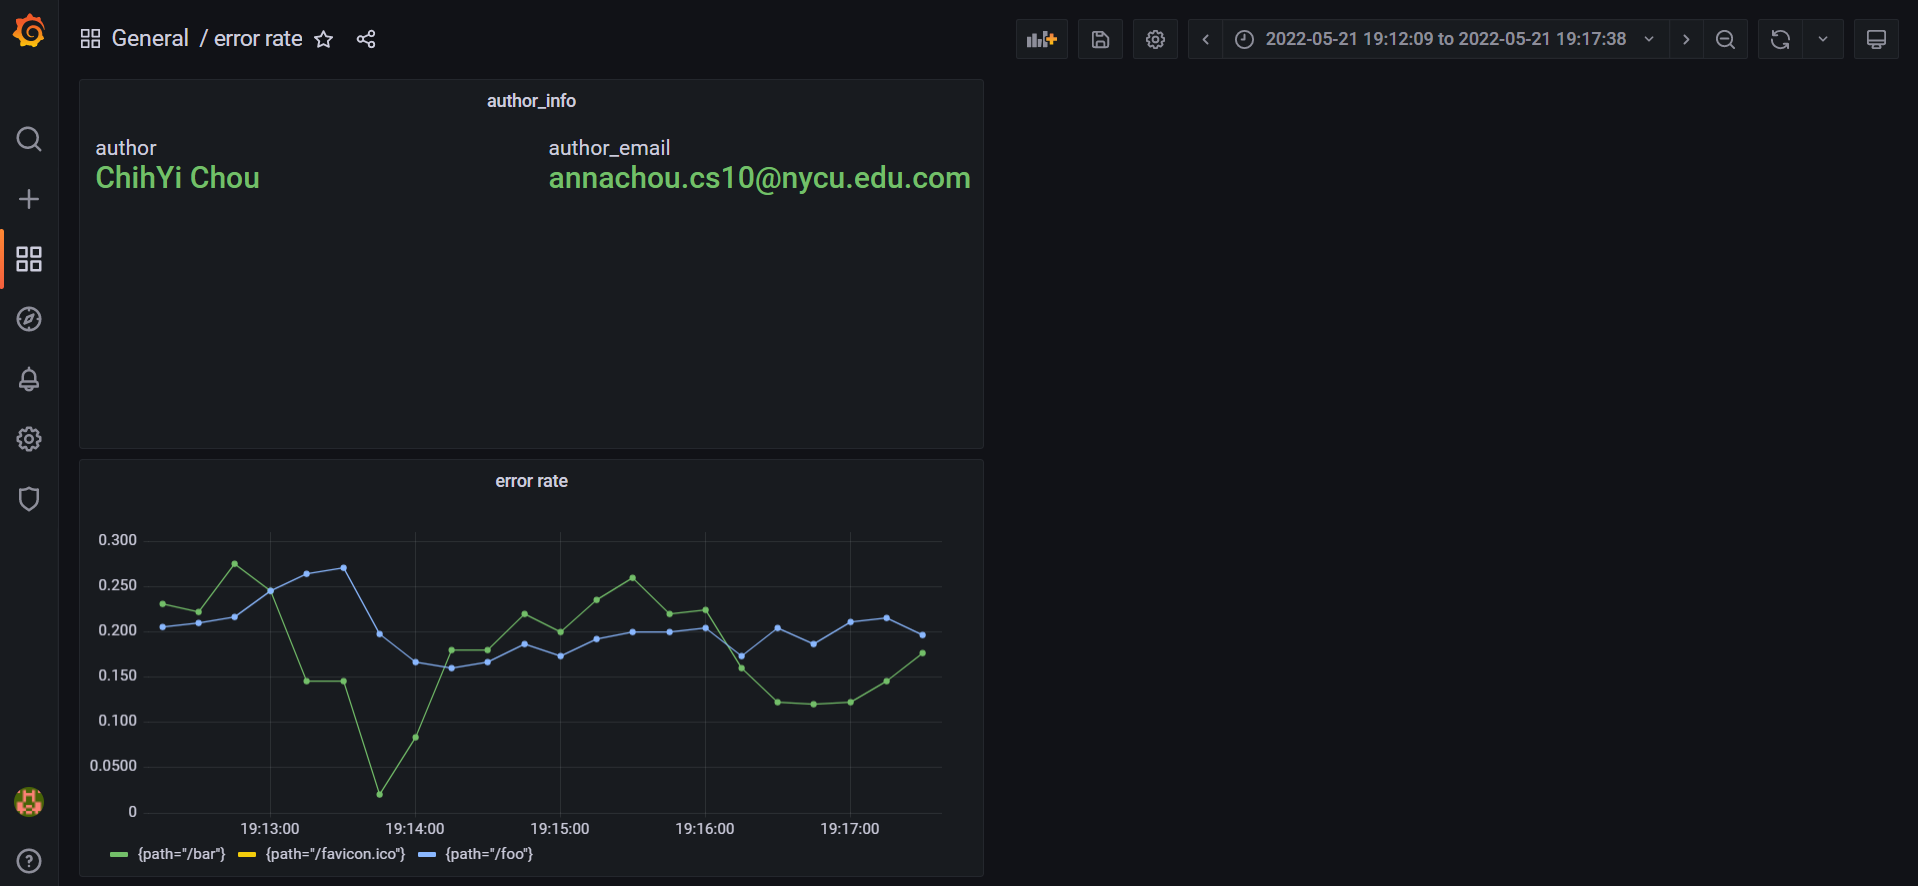 General / error rate
2022-05-21 19:12:09 to 2022-05-21 19:17:38
author_info
author
ChihYi Chou
author_email
annachou.cs10@nycu.edu.com
error rate
0.300
0.250
0.200
0.150
0.100
0.0500
0
19:13:00 19:14:00 19:15:00 19:16:00 19:17:00
{path="/bar"} {path="/favicon.ico"} {path="/foo"}